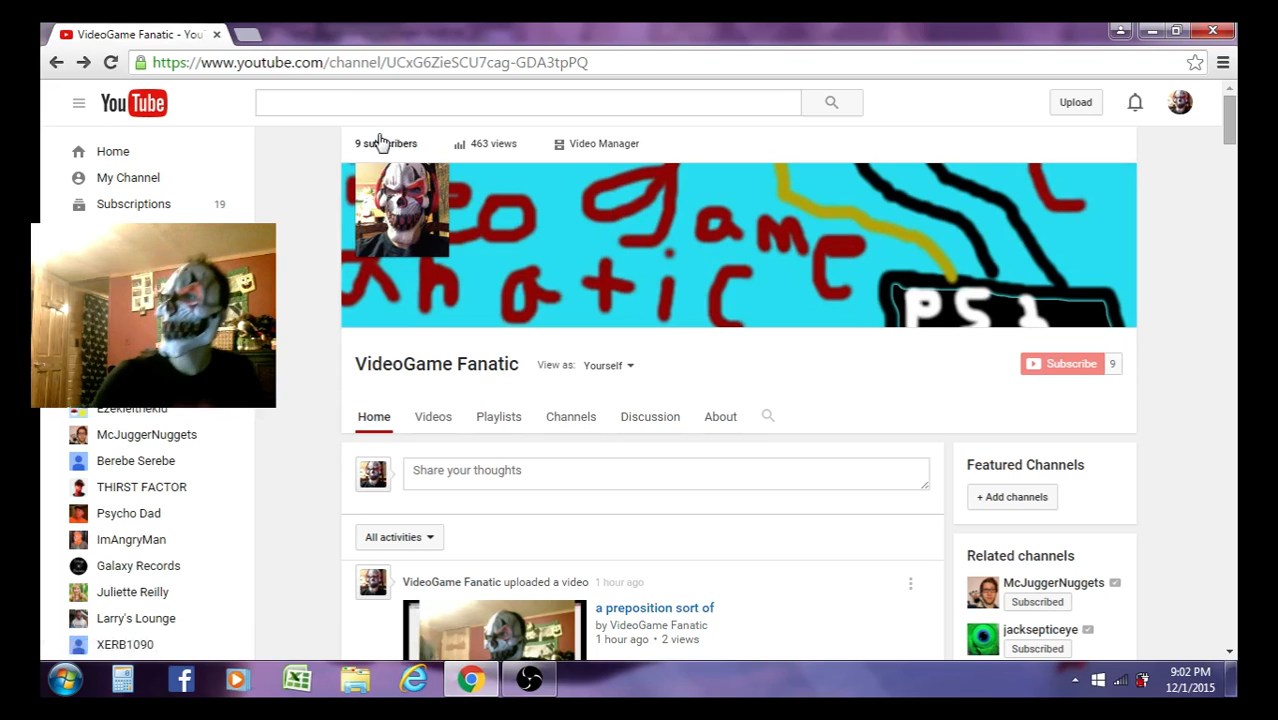 VideoGame Fanatic - You
https://www.youtube.com/channel/UCxG6ZieSCU7cag-GDA3tpPQ
YouTube
Upload
9 subscribers 463 views Video Manager
Home
My Channel
Subscriptions 19
eo game
anatic
PS1
VideoGame Fanatic View as: Yourself
Subscribe 9
Home Videos Playlists Channels Discussion About
Ezekielthekid
McJuggerNuggets
Berebe Serebe
THIRST FACTOR
Psycho Dad
ImAngryMan
Galaxy Records
Juliette Reilly
Larry's Lounge
XERB1090
Share your thoughts
All activities
VideoGame Fanatic uploaded a video 1 hour ago
a preposition sort of
by VideoGame Fanatic
1 hour ago • 2 views
Featured Channels
+ Add channels
Related channels
McJuggerNuggets
Subscribed
jacksepticeye
Subscribed
9:02 PM
12/1/2015